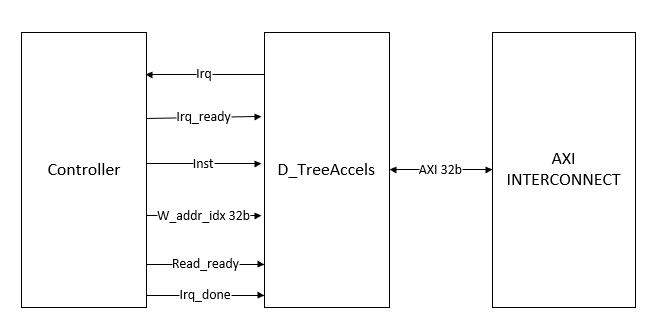 Irq
Irq_ready
Controller
Inst
D_TreeAccels
AXI 32b
AXI
INTERCONNECT
W_addr_idx 32b
Read_ready
Irq_done